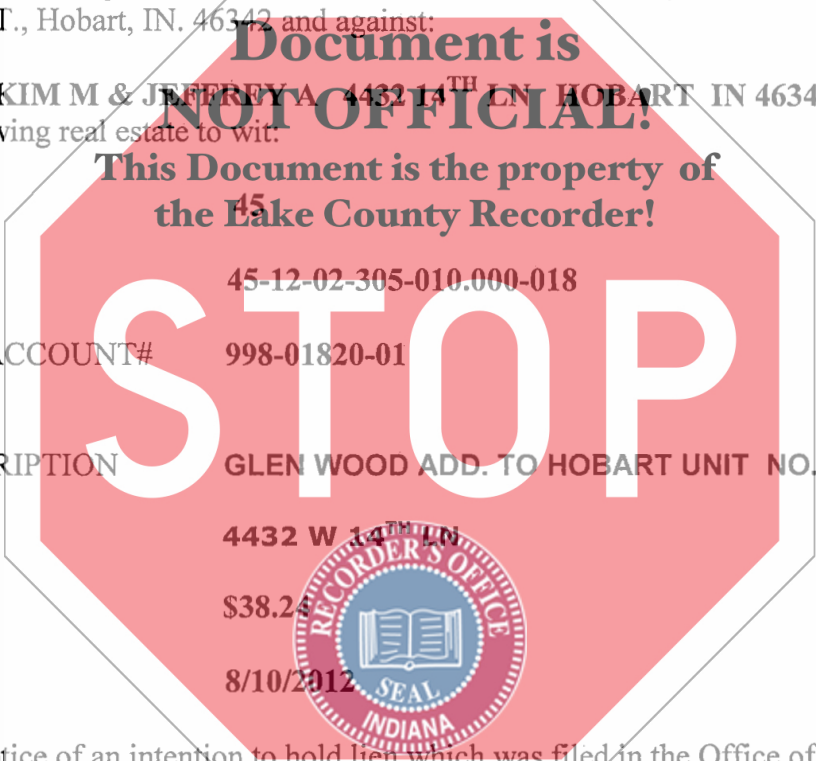 T., Hobart, IN. 46342 and against:
Document is
KIM M & JEFFREY A 4432 14TH LN HOBART IN 4634
NOT OFFICIAL!
ving real estate to wit:
This Document is the property of
45
the Lake County Recorder!
45-12-02-305-010.000-018
STOP
ACCOUNT# 998-01820-01
RIPTION GLEN WOOD ADD. TO HOBART UNIT NO.
4432 W 14TH LN
$38.24
8/10/2012
RECORDER'S OFFICE
SEAL
INDIANA
tice of an intention to hold lien which was filed in the Office of